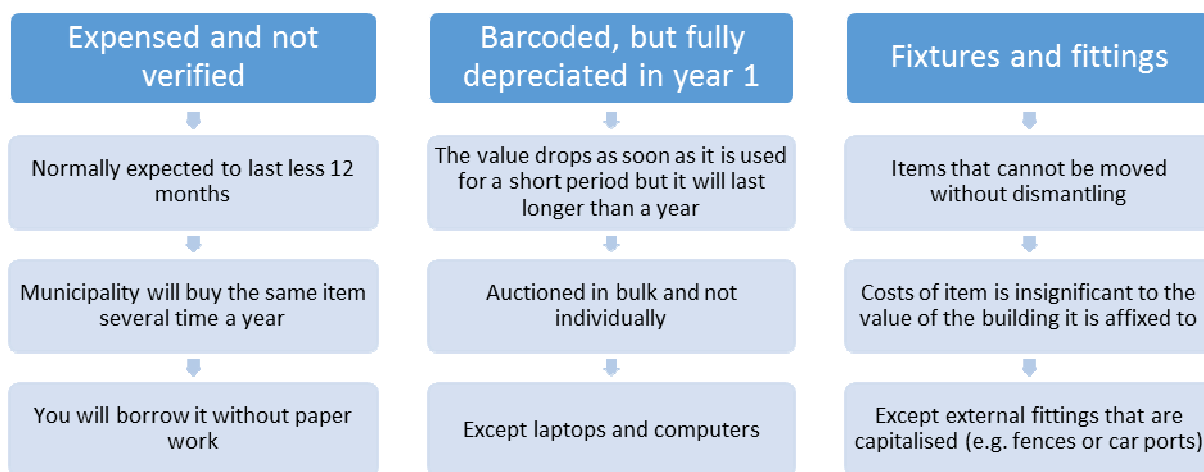 Expensed and not
verified
Normally expected to last less 12
months
Municipality will buy the same item
several time a year
You will borrow it without paper
work
Barcoded, but fully
depreciated in year 1
The value drops as soon as it is used
for a short period but it will last
longer than a year
Auctioned in bulk and not
individually
Except laptops and computers
Fixtures and fittings
Items that cannot be moved
without dismantling
Costs of item is insignificant to the
value of the building it is affixed to
Except external fittings that are
capitalised (e.g. fences or car ports)